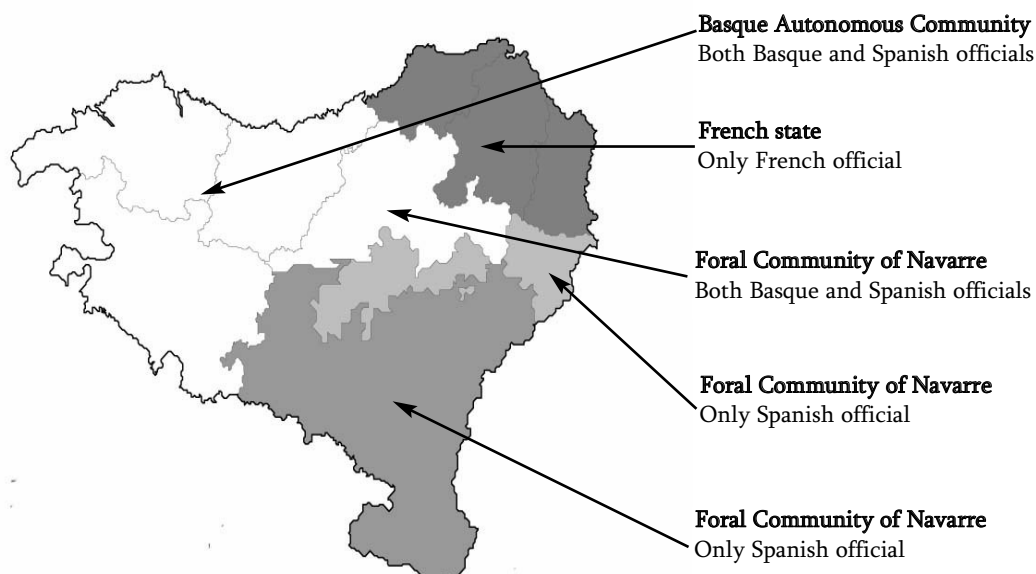 Basque Autonomous Community
Both Basque and Spanish officials
French state
Only French official
Foral Community of Navarre
Both Basque and Spanish officials
Foral Community of Navarre
Only Spanish official
Foral Community of Navarre
Only Spanish official